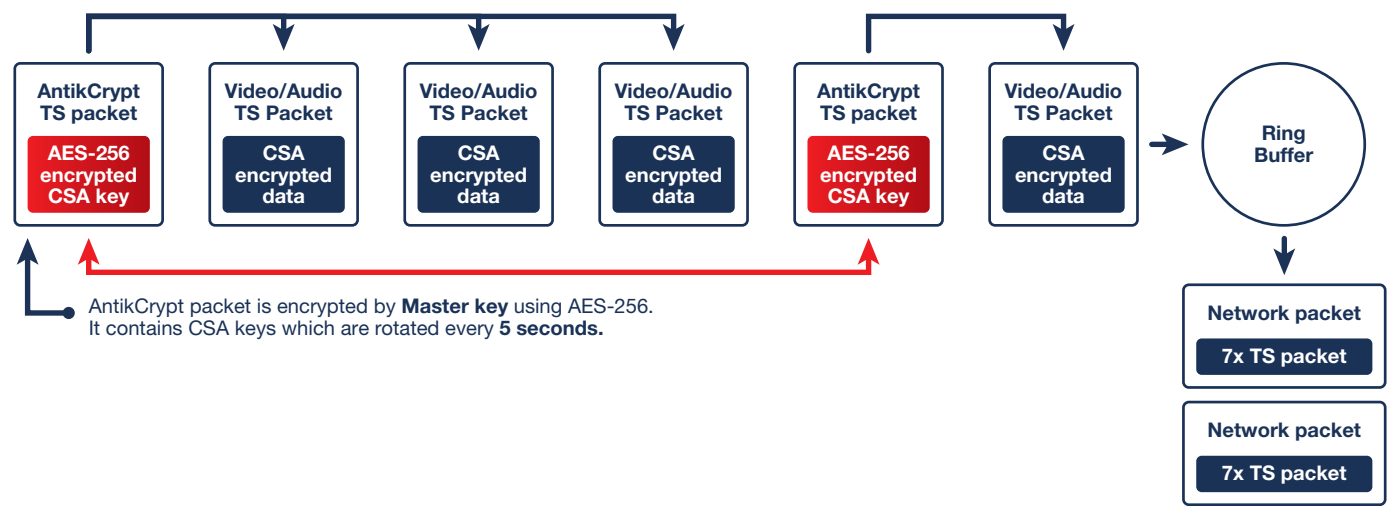 AntikCrypt
TS packet
AES-256
encrypted
CSA key
Video/Audio
TS Packet
CSA
encrypted
data
Video/Audio
TS Packet
CSA
encrypted
data
Video/Audio
TS Packet
CSA
encrypted
data
AntikCrypt
TS packet
AES-256
encrypted
CSA key
Video/Audio
TS Packet
CSA
encrypted
data
Ring
Buffer
AntikCrypt packet is encrypted by Master key using AES-256.
It contains CSA keys which are rotated every 5 seconds.
Network packet
7x TS packet
Network packet
7x TS packet